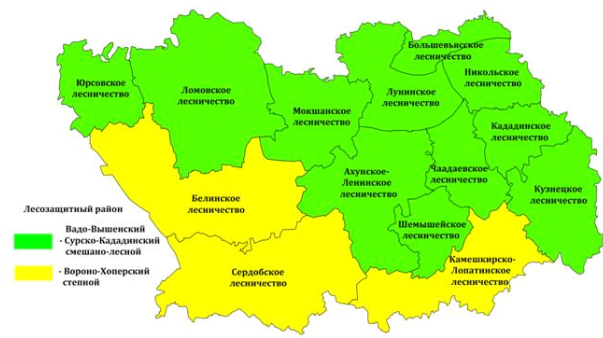 Большевьясское
лесничество
Юрсовское
лесничество
Ломовское
лесничество
Никольское
лесничество
Лунинское
лесничество
Мокшанское
лесничество
Кададинское
лесничество
Ахунское-
Ленинское
лесничество
Чаадаевское
лесничество
Кузнецкое
лесничество
Белинское
лесничество
Шемышейское
лесничество
Камешкирско-
Лопатинское
лесничество
Сердобское
лесничество
Лесозащитный район
Вадо-Вышенский
- Сурско-Кададинский
смешано-лесной
- Вороно-Хоперский
степной